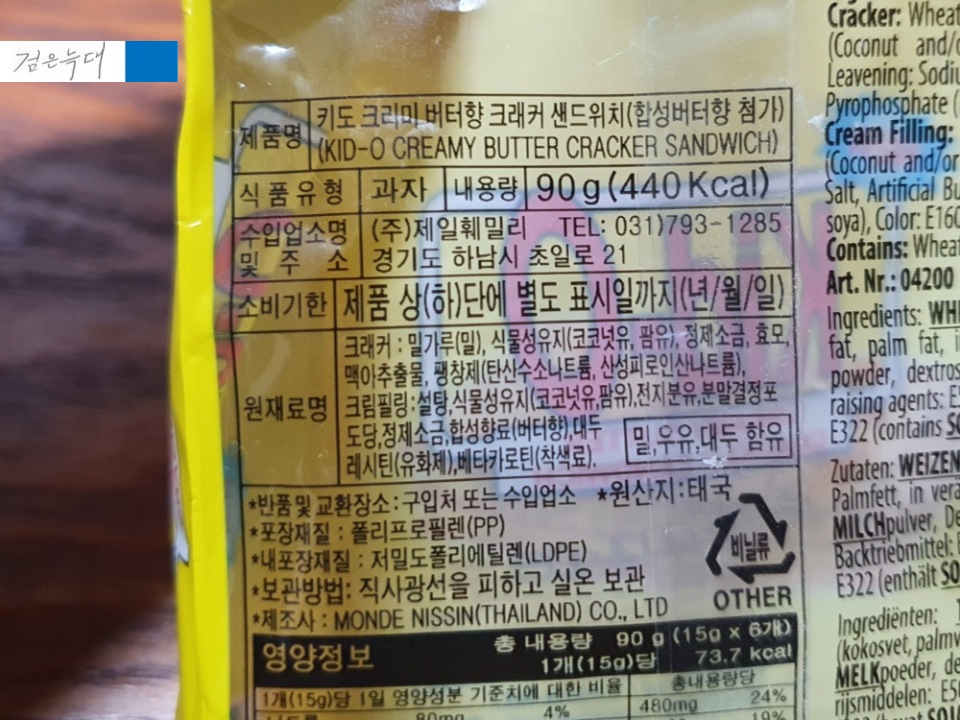 검은늑대
제품명
키도 크리미 버터향 크래커 샌드위치(합성버터향 첨가)
(KID-O CREAMY BUTTER CRACKER SANDWICH)
식품유형 과자 내용량 90g(440Kcal)
수입업소명 (주)제일훼밀리 TEL: 031)793-1285
및 주 소 경기도 하남시 초일로 21
소비기한 제품 상(하)단에 별도 표시일까지(년/월/일)
원재료명
크래커 : 밀가루(밀), 식물성유지(코코넛유, 팜유), 정제소금, 효모,
맥아추출물, 팽창제(탄산수소나트륨, 산성피로인산나트륨),
크림필링:설탕,식물성유지(코코넛유,팜유),전지분유,분말결정포
도당,정제소금,합성향료(버터향),대두
레시틴(유화제),베타카로틴(착색료).
밀,우유,대두 함유
*반품및교환장소:구입처 또는 수입업소 *원산지:태국
*포장재질 : 폴리프로필렌(PP)
*내포장재질 : 저밀도폴리에틸렌(LDPE)
*보관방법: 직사광선을 피하고 실온 보관
*제조사 : MONDE NISSIN(THAILAND) CO., LTD
비닐류
OTHER
영양정보
총 내용량 90 g (15g x 6개)
1개(15g)당 73.7 kcal
1개(15g)당 1일 영양성분 기준치에 대한 비율 총내용량당
80mg 4% 480mg 24%
Cracker: Wheat
(Coconut and/o
Leavening: Sodiu
Pyrophosphate (
Cream Filling:
(Coconut and/or
Salt, Artificial Bu
soya), Color: E160
Contains: Wheat
Art. Nr.: 04200
Ingredients: WHE
fat, palm fat, i
powder, dextros
raising agents: E5
E322 (contains SO
Zutaten: WEIZEN
Palmfett, in verä
MILCHpulver, De
Backtriebmittel: E
E322 (enthält SO
Ingrediënten:
(kokosvet, palmv
MELKpoeder, de
rijsmiddelen: E50